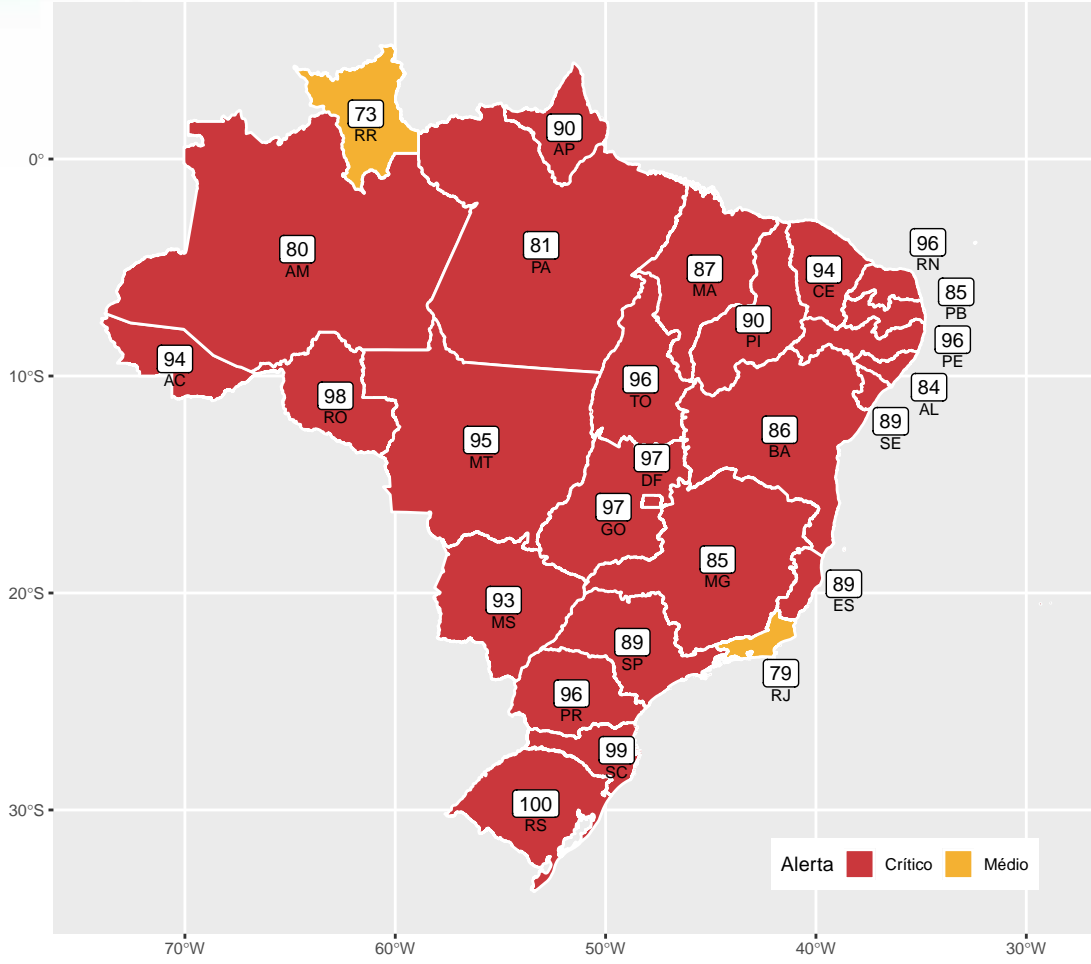 73
RR
90
AP
0°
80
AM
81
PA
87
MA
94
CE
96
RN
85
PB
90
PI
96
PE
94
AC
10°S
98
RO
96
TO
84
AL
89
SE
95
MT
86
BA
97
DF
97
GO
85
MG
89
ES
20°S
93
MS
89
SP
79
RJ
96
PR
99
SC
100
RS
30°S
Alerta Crítico Médio
70°W 60°W 50°W 40°W 30°W